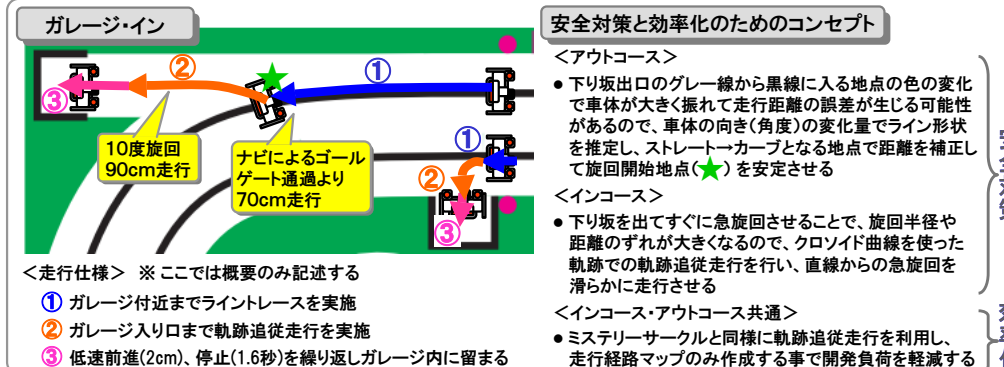 ガレージ・イン
②
①
③
10度旋回
90cm走行
ナビによるゴール
ゲート通過より
70cm走行
①
②
③
<走行仕様> ※ここでは概要のみ記述する
① ガレージ付近までライントレースを実施
② ガレージ入り口まで軌跡追従走行を実施
③ 低速前進(2cm)、停止(1.6秒)を繰り返しガレージ内に留まる
安全対策と効率化のためのコンセプト
<アウトコース>
● 下り坂出口のグレー線から黒線に入る地点の色の変化
で車体が大きく振れて走行距離の誤差が生じる可能性
があるので、車体の向き(角度)の変化量でライン形状
を推定し、ストレート→カーブとなる地点で距離を補正し
て旋回開始地点(★)を安定させる
<インコース>
● 下り坂を出てすぐに急旋回させることで、旋回半径や
距離のずれが大きくなるので、クロソイド曲線を使った
軌跡での軌跡追従走行を行い、直線からの急旋回を
滑らかに走行させる
<インコース・アウトコース共通>
● ミステリーサークルと同様に軌跡追従走行を利用し、
走行経路マップのみ作成する事で開発負荷を軽減する